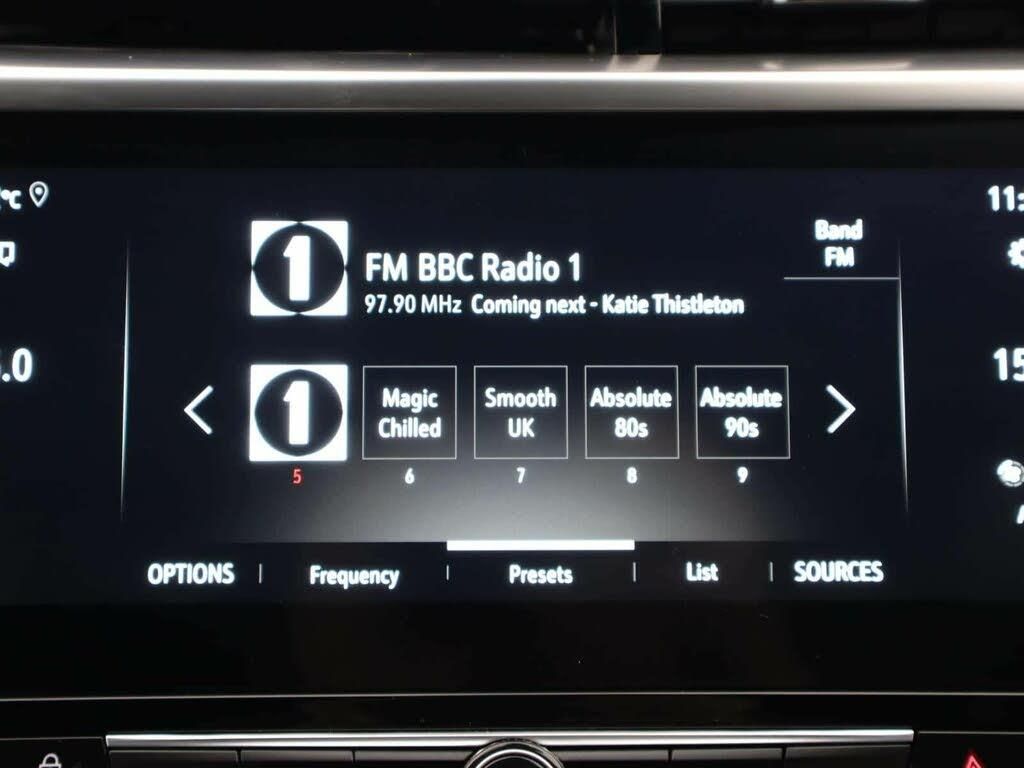 °C
11:
1
FM BBC Radio 1
97.90 MHz Coming next - Katie Thistleton
Band
FM
.0
15
1
Magic
Chilled
Smooth
UK
Absolute
80s
Absolute
90s
5
6
7
8
9
OPTIONS
Frequency
Presets
List
SOURCES